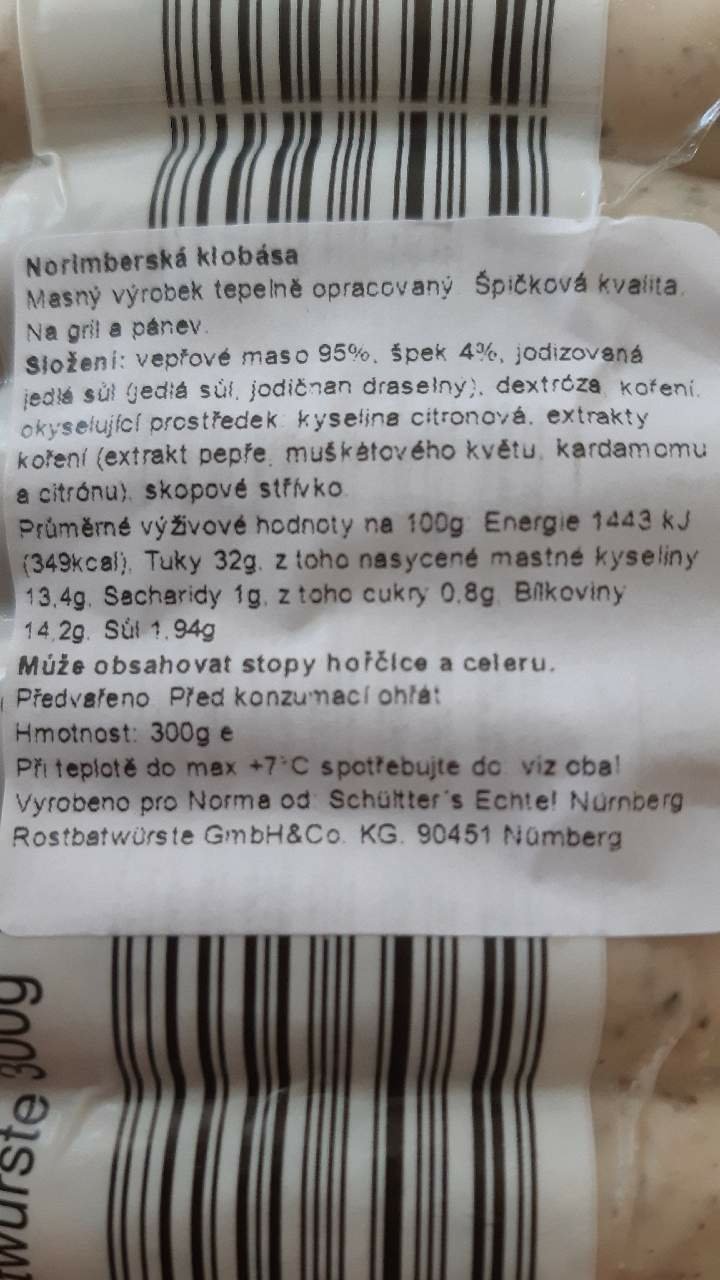 Norimberská klobása
Masný výrobek tepelně opracovaný. Špičková kvalita.
Na gril a pánev.
Složení: vepřové maso 95%, špek 4%, jodizovaná
jedlá sůl (jedlá sůl, jodičnan draselný), dextróza, koření,
okyselující prostředek: kyselina citronová, extrakty
koření (extrakt pepře, muškátového květu, kardamomu
a citrónu), skopové střívko.
Průměrné výživové hodnoty na 100g: Energie 1443 kJ
(349kcal), Tuky 32g, z toho nasycené mastné kyseliny
13,4g, Sacharidy 1g, z toho cukry 0,8g, Bílkoviny
14,2g, Sůl 1,94g
Může obsahovat stopy hořčice a celeru.
Předvařeno. Před konzumací ohřát
Hmotnost: 300g e
Při teplotě do max +7°C spotřebujte do: viz obal
Vyrobeno pro Norma od: Schültter´s Echte! Nürnberg
Rostbatwürste GmbH&Co. KG. 90451 Nümberg
twürste 300g